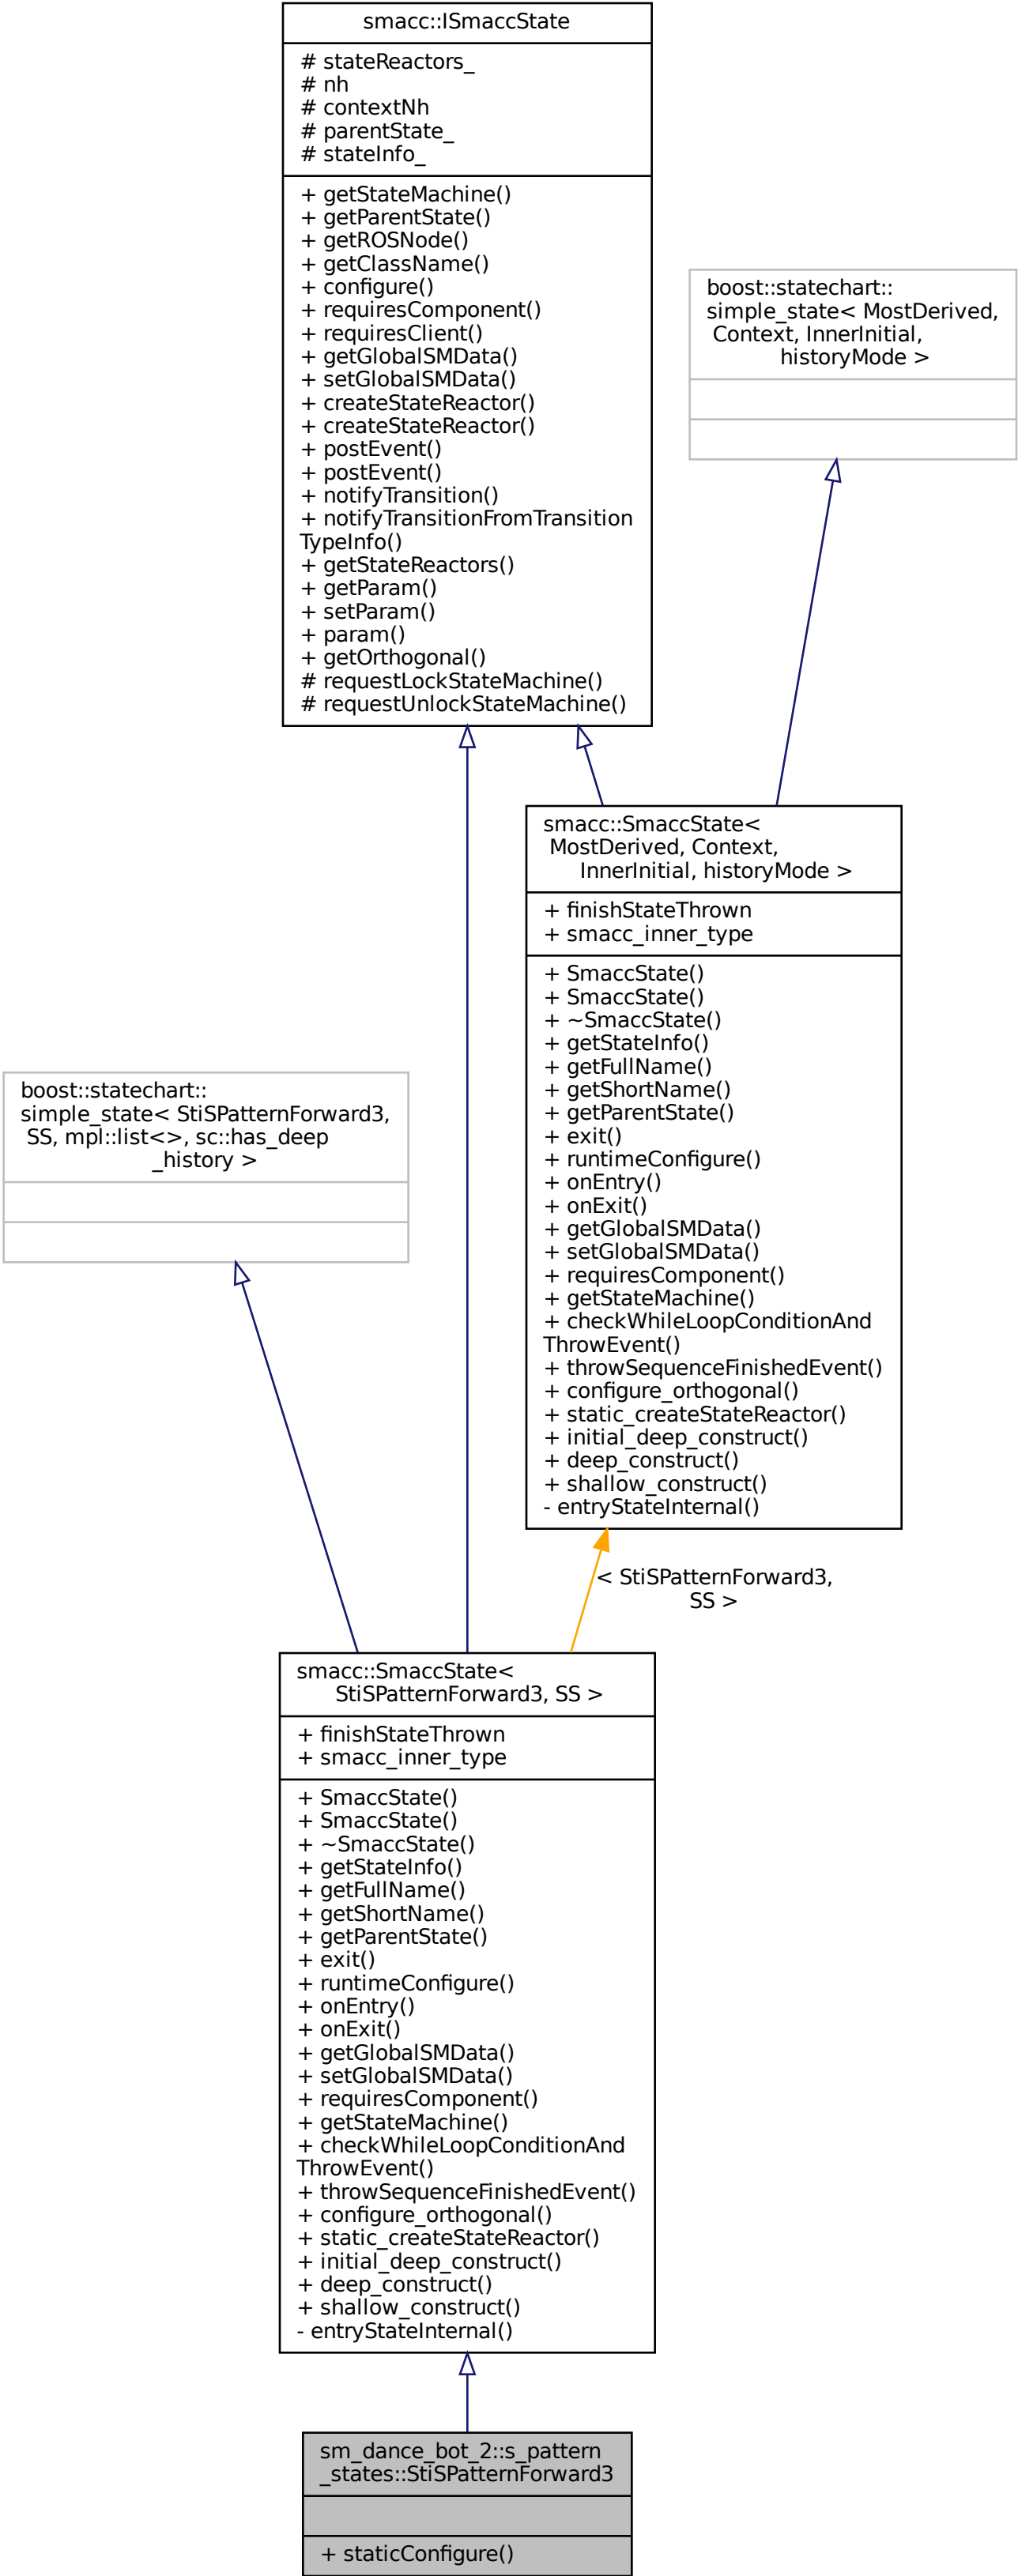 smacc::ISmaccState
# stateReactors_
# nh
# contextNh
# parentState_
# stateInfo_
+ getStateMachine()
+ getParentState()
+ getROSNode()
+ getClassName()
+ configure()
+ requiresComponent()
+ requiresClient()
+ getGlobalSMData()
+ setGlobalSMData()
+ createStateReactor()
+ createStateReactor()
+ postEvent()
+ postEvent()
+ notifyTransition()
+ notifyTransitionFromTransition
TypeInfo()
+ getStateReactors()
+ getParam()
+ setParam()
+ param()
+ getOrthogonal()
# requestLockStateMachine()
# requestUnlockStateMachine()
boost::statechart::
simple_state< MostDerived,
Context, InnerInitial,
historyMode >
smacc::SmaccState<
MostDerived, Context,
InnerInitial, historyMode >
+ finishStateThrown
+ smacc_inner_type
+ SmaccState()
+ SmaccState()
+ ~SmaccState()
+ getStateInfo()
+ getFullName()
+ getShortName()
+ getParentState()
+ exit()
+ runtimeConfigure()
+ onEntry()
+ onExit()
+ getGlobalSMData()
+ setGlobalSMData()
+ requiresComponent()
+ getStateMachine()
+ checkWhileLoopConditionAnd
ThrowEvent()
+ throwSequenceFinishedEvent()
+ configure_orthogonal()
+ static_createStateReactor()
+ initial_deep_construct()
+ deep_construct()
+ shallow_construct()
- entryStateInternal()
boost::statechart::
simple_state< StiSPatternForward3,
SS, mpl::list<>, sc::has_deep
_history >
< StiSPatternForward3,
SS >
smacc::SmaccState<
StiSPatternForward3, SS >
+ finishStateThrown
+ smacc_inner_type
+ SmaccState()
+ SmaccState()
+ ~SmaccState()
+ getStateInfo()
+ getFullName()
+ getShortName()
+ getParentState()
+ exit()
+ runtimeConfigure()
+ onEntry()
+ onExit()
+ getGlobalSMData()
+ setGlobalSMData()
+ requiresComponent()
+ getStateMachine()
+ checkWhileLoopConditionAnd
ThrowEvent()
+ throwSequenceFinishedEvent()
+ configure_orthogonal()
+ static_createStateReactor()
+ initial_deep_construct()
+ deep_construct()
+ shallow_construct()
- entryStateInternal()
sm_dance_bot_2::s_pattern
_states::StiSPatternForward3
+ staticConfigure()